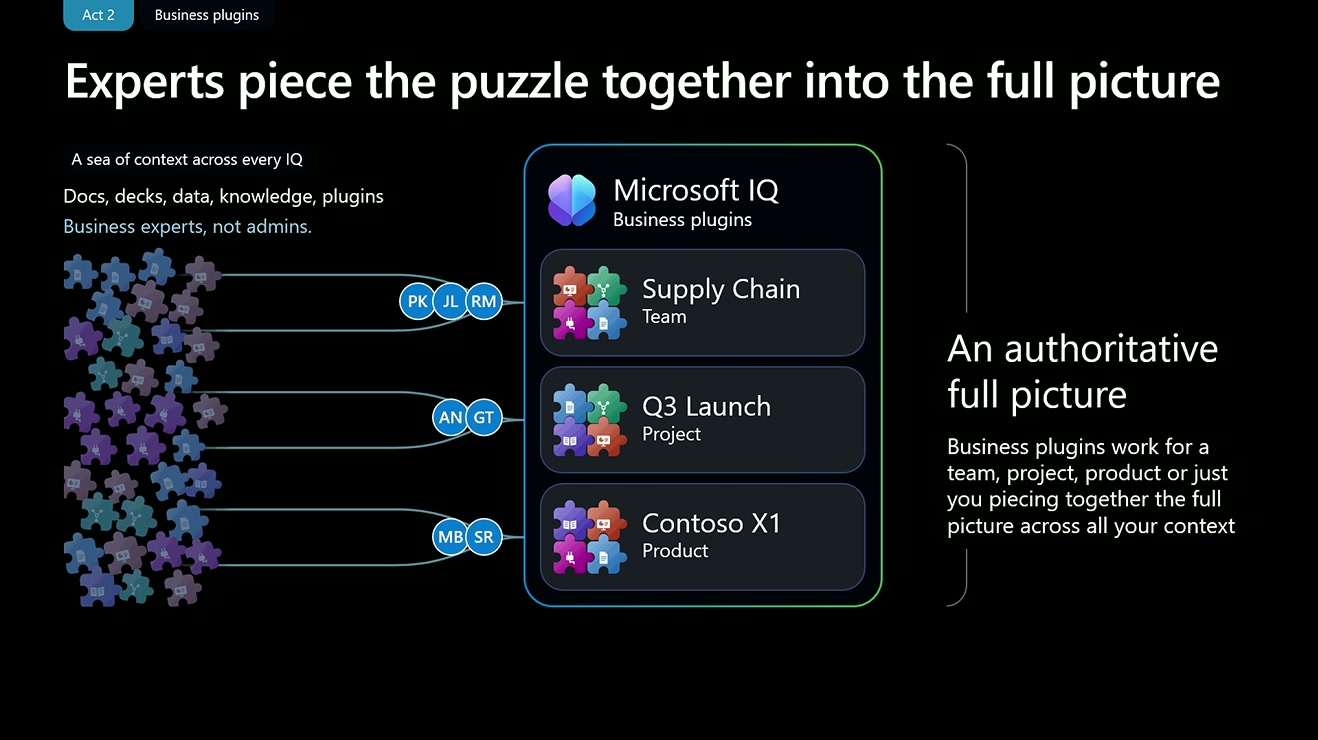 Act 2
Business plugins
Experts piece the puzzle together into the full picture
A sea of context across every IQ
Docs, decks, data, knowledge, plugins
Business experts, not admins.
PK
JL
RM
AN
GT
MB
SR
Microsoft IQ
Business plugins
Supply Chain
Team
Q3 Launch
Project
Contoso X1
Product
An authoritative
full picture
Business plugins work for a
team, project, product or just
you piecing together the full
picture across all your context